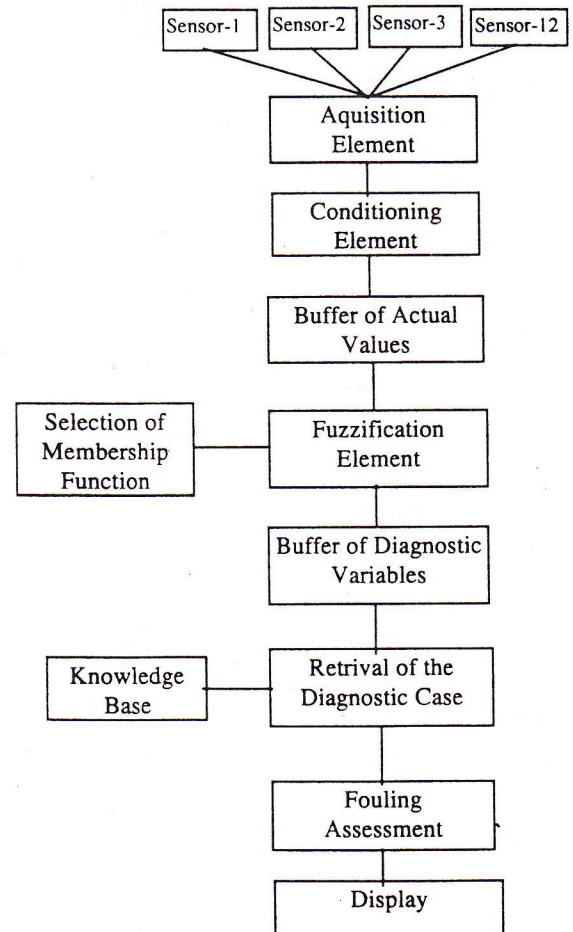 Sensor-1
Sensor-2
Sensor-3
Sensor-12
Aquisition
Element
Conditioning
Element
Buffer of Actual
Values
Selection of
Membership
Function
Fuzzification
Element
Buffer of Diagnostic
Variables
Knowledge
Base
Retrival of the
Diagnostic Case
Fouling
Assessment
Display